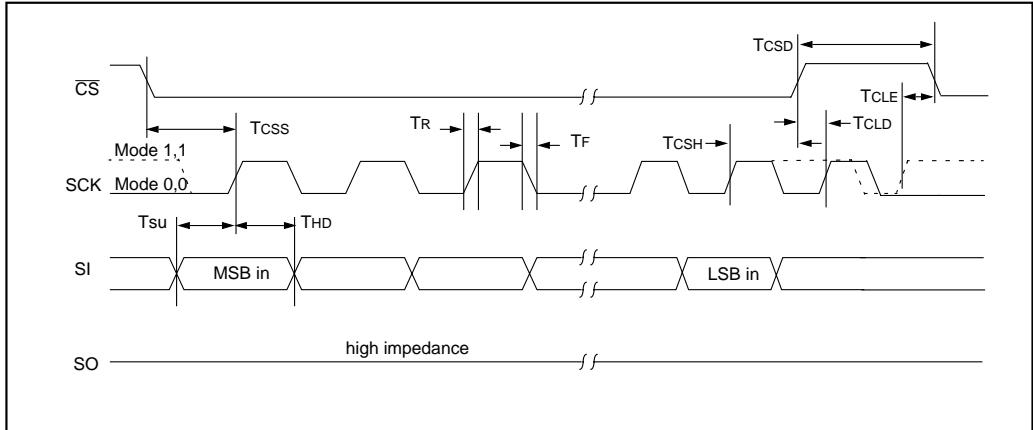 TCSD
CS
TCLE
TCSS
TR
TF
TCSH
TCLD
Mode 1,1
SCK
Mode 0,0
Tsu
THD
SI
MSB in
LSB in
SO
high impedance